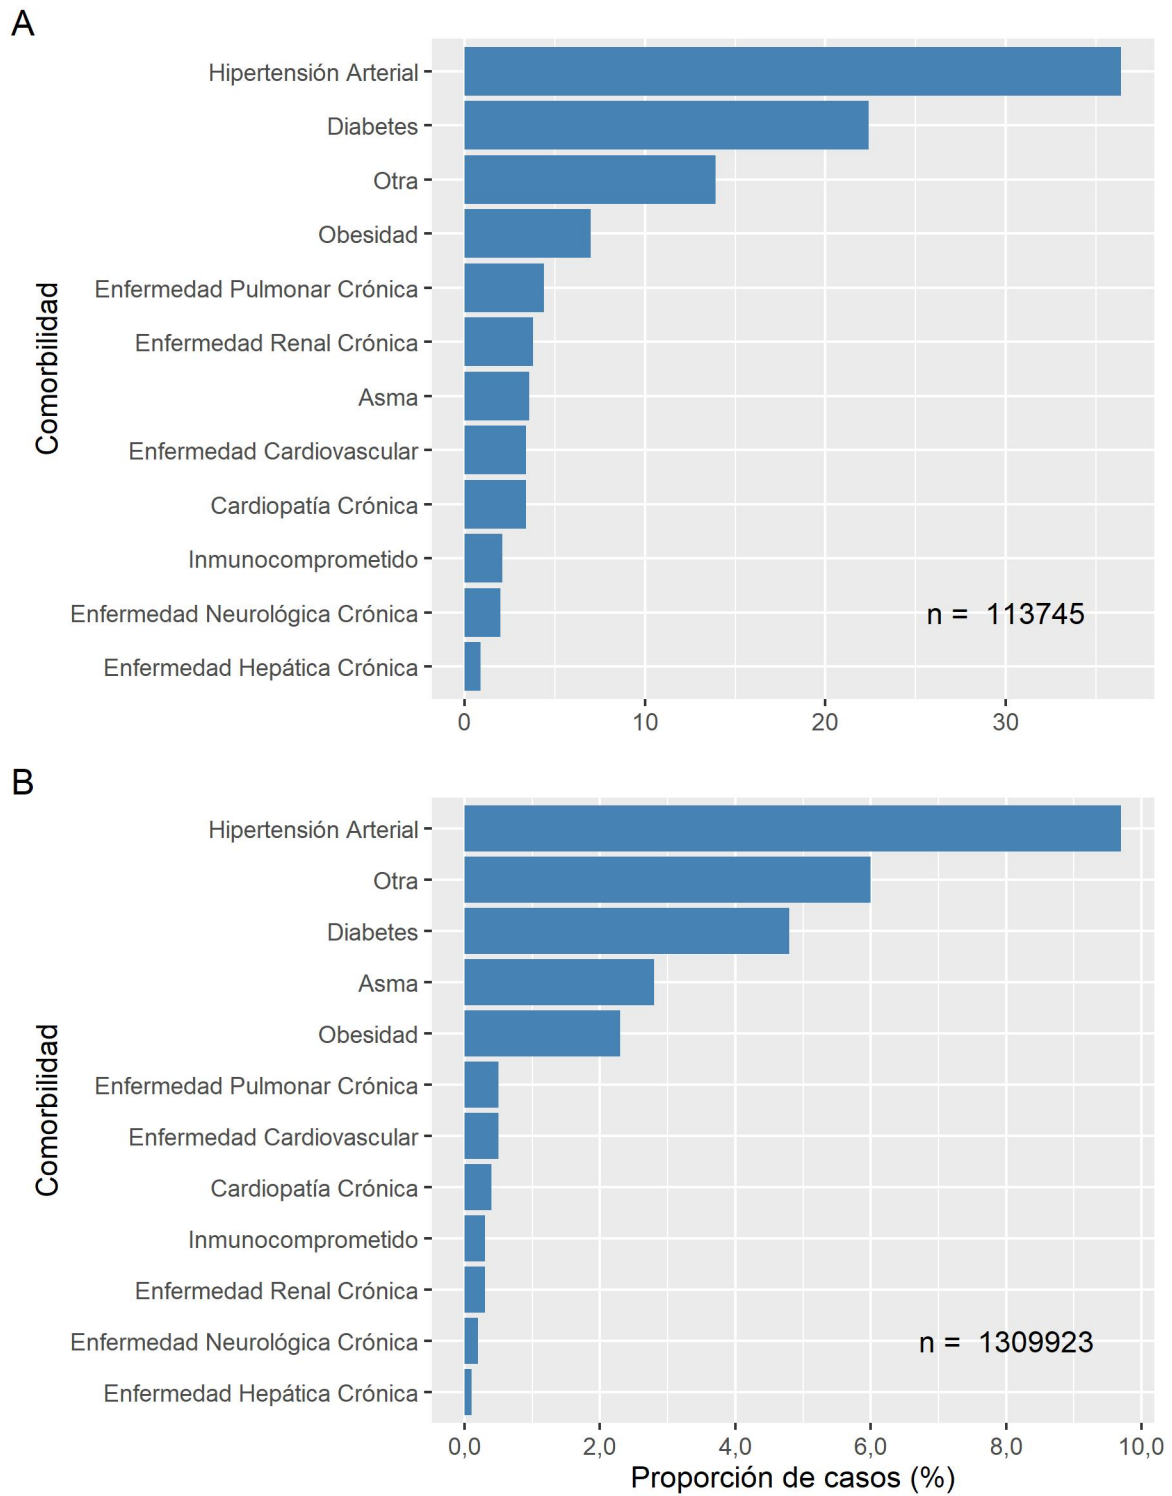 A
Hipertensión Arterial
Diabetes
Otra
Obesidad
Enfermedad Pulmonar Crónica
Enfermedad Renal Crónica
Asma
Enfermedad Cardiovascular
Cardiopatía Crónica
Inmunocomprometido
Enfermedad Neurológica Crónica
Enfermedad Hepática Crónica
Comorbilidad
n = 113745
0 10 20 30
B
Hipertensión Arterial
Otra
Diabetes
Asma
Obesidad
Enfermedad Pulmonar Crónica
Enfermedad Cardiovascular
Cardiopatía Crónica
Inmunocomprometido
Enfermedad Renal Crónica
Enfermedad Neurológica Crónica
Enfermedad Hepática Crónica
Comorbilidad
n = 1309923
0,0 2,0 4,0 6,0 8,0 10,0
Proporción de casos (%)